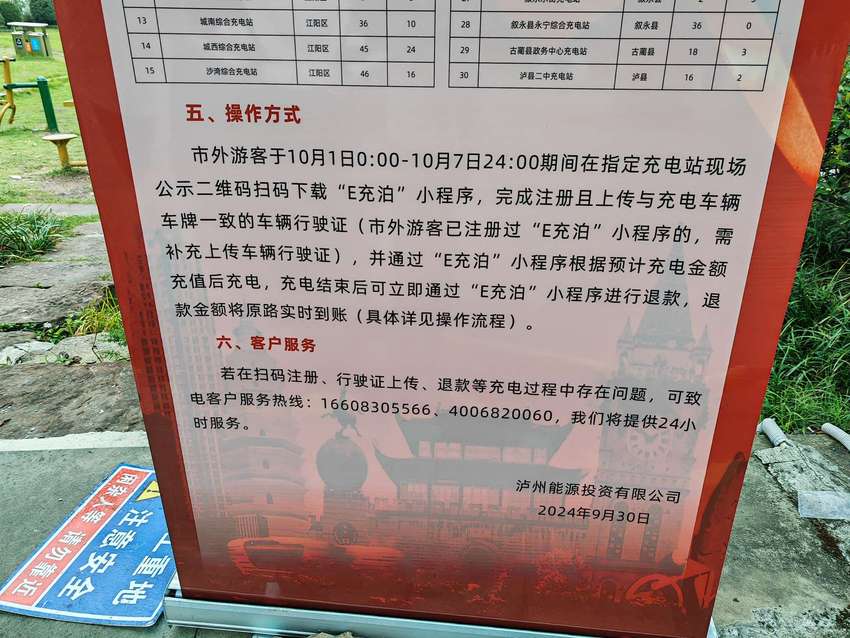 13 城南综合充电站 江阳区 36 10
14 城西综合充电站 江阳区 45 24
15 沙湾综合充电站 江阳区 46 16
28 叙永县永宁综合充电站 叙永县 36 0
29 古蔺县政务中心充电站 古蔺县 18 3
30 泸县二中充电站 泸县 16 2
五、操作方式
市外游客于10月1日0:00-10月7日24:00期间在指定充电站现场
公示二维码扫码下载“E充泊”小程序，完成注册且上传与充电车辆
车牌一致的车辆行驶证（市外游客已注册过“E充泊”小程序的，需
补充上传车辆行驶证），并通过“E充泊”小程序根据预计充电金额
充值后充电，充电结束后可立即通过“E充泊”小程序进行退款，退
款金额将原路实时到账（具体详见操作流程）。
六、客户服务
若在扫码注册、行驶证上传、退款等充电过程中存在问题，可致
电客户服务热线：16608305566、4006820060，我们将提供24小
时服务。
泸州能源投资有限公司
2024年9月30日
工重地
注意安全
闲杂人等 请勿靠近